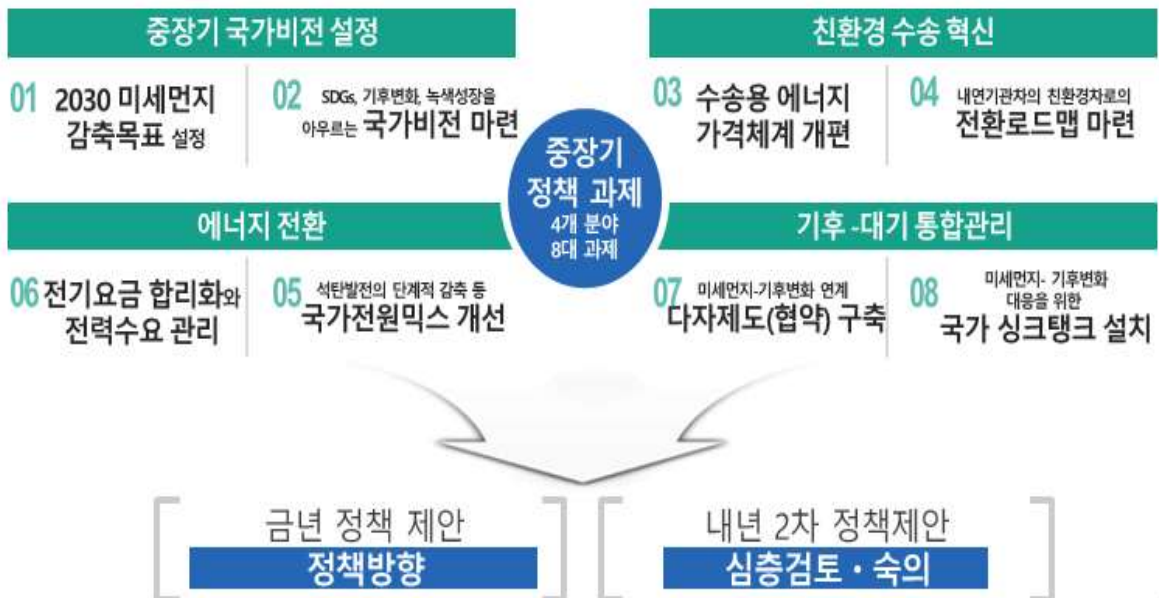 중장기 국가비전 설정
01 2030 미세먼지
감축목표 설정
02 SDGs, 기후변화, 녹색성장을
아우르는 국가비전 마련
친환경 수송 혁신
03 수송용 에너지
가격체계 개편
04 내연기관차의 친환경차로의
전환로드맵 마련
중장기
정책 과제
4개 분야
8대 과제
에너지 전환
06 전기요금 합리화와
전력수요 관리
05 석탄발전의 단계적 감축 등
국가전원믹스 개선
기후 -대기 통합관리
07 미세먼지-기후변화 연계
다자제도(협약) 구축
08 미세먼지- 기후변화
대응을 위한
국가 싱크탱크 설치
금년 정책 제안
정책방향
내년 2차 정책제안
심층검토・숙의